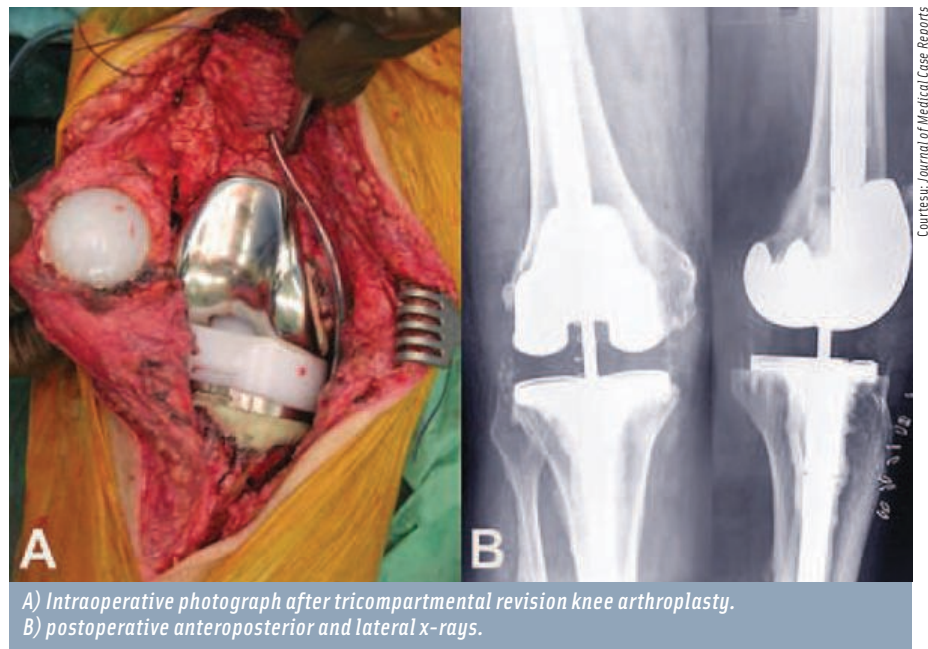 Courtesy: Journal of Medical Case Reports
A
B
A) Intraoperative photograph after tricompartmental revision knee arthroplasty.
B) postoperative anteroposterior and lateral x-rays.